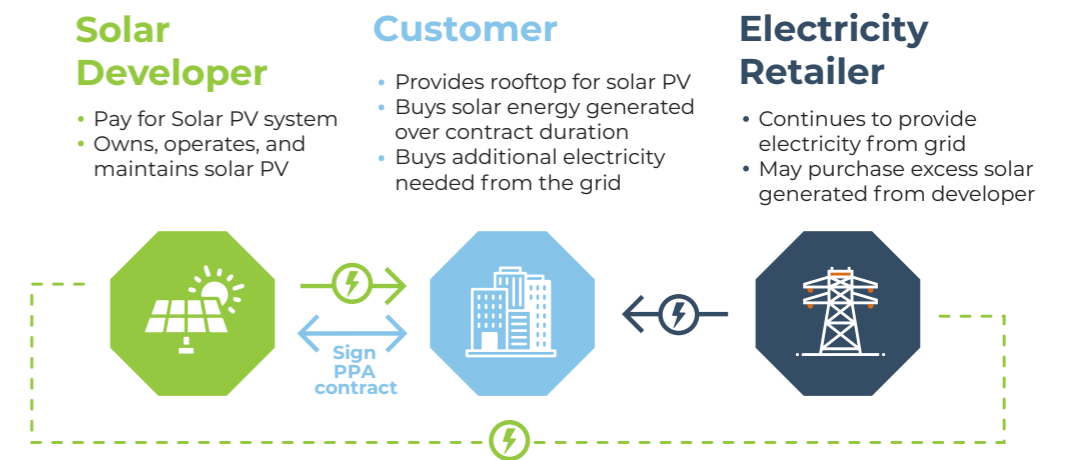 Solar
Developer
• Pay for Solar PV system
• Owns, operates, and
maintains solar PV
Customer
• Provides rooftop for solar PV
• Buys solar energy generated
over contract duration
• Buys additional electricity
needed from the grid
Electricity
Retailer
• Continues to provide
electricity from grid
• May purchase excess solar
generated from developer
Sign
PPA
contract